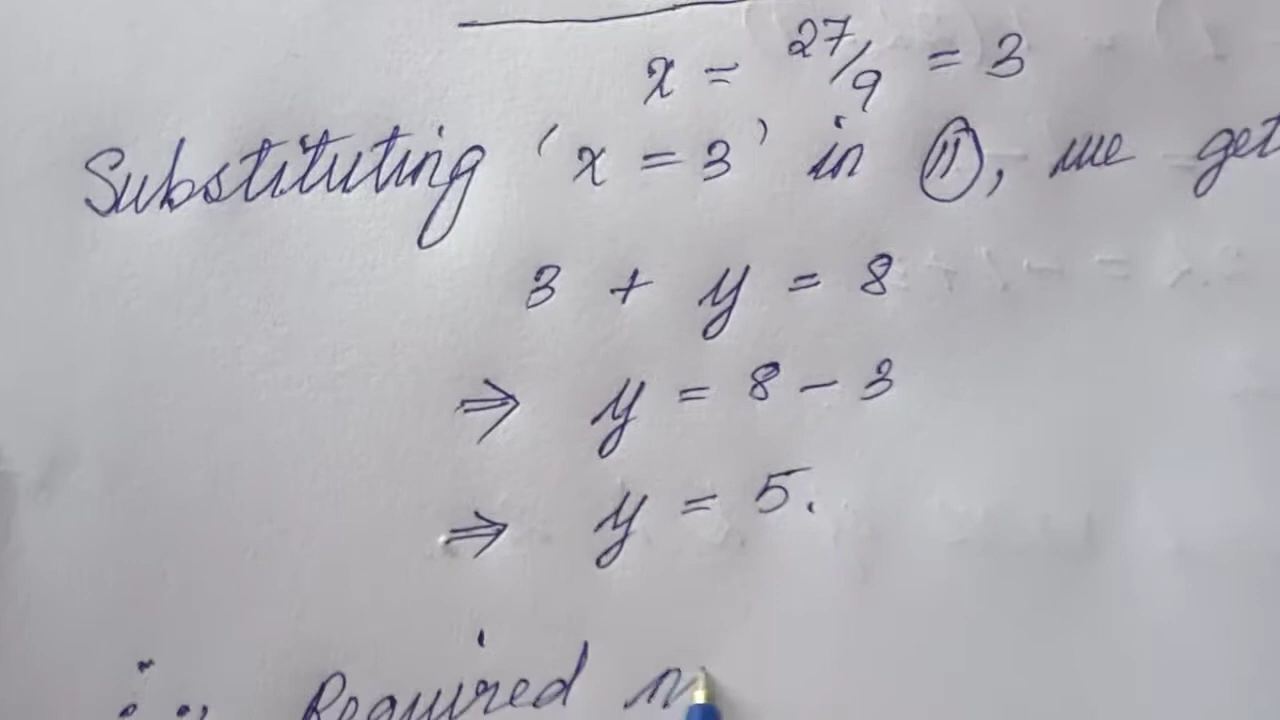 x = 27/9 = 3
Substituting 'x = 3' in (II), we get
3 + y = 8
⇒ y = 8 - 3
⇒ y = 5.
∴ Required